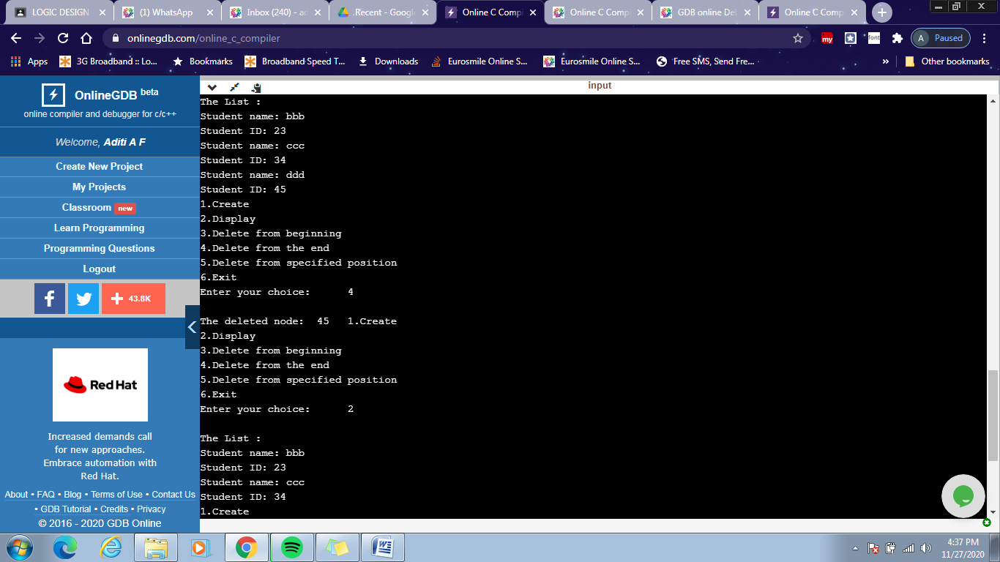 LOGIC DESIGN
(1) WhatsApp
Inbox (240) - ac
Recent - Google
Online C Comp
Online C Comp
GDB online Deb
Online C Comp
onlinegdb.com/online_c_compiler
A Paused
Apps
3G Broadband :: Lo...
Bookmarks
Broadband Speed T...
Downloads
Eurosmile Online S...
Eurosmile Online S...
Free SMS, Send Fre...
»
Other bookmarks
my
font
OnlineGDB beta
online compiler and debugger for c/c++
Welcome, Aditi A F
Create New Project
My Projects
Classroom new
Learn Programming
Programming Questions
Logout
43.8K
Red Hat
Increased demands call
for new approaches.
Embrace automation with
Red Hat.
About • FAQ • Blog • Terms of Use • Contact Us
• GDB Tutorial • Credits • Privacy
© 2016 - 2020 GDB Online
input
The List :
Student name: bbb
Student ID: 23
Student name: ccc
Student ID: 34
Student name: ddd
Student ID: 45
1.Create
2.Display
3.Delete from beginning
4.Delete from the end
5.Delete from specified position
6.Exit
Enter your choice: 4
The deleted node: 45 1.Create
2.Display
3.Delete from beginning
4.Delete from the end
5.Delete from specified position
6.Exit
Enter your choice: 2
The List :
Student name: bbb
Student ID: 23
Student name: ccc
Student ID: 34
1.Create
4:37 PM
11/27/2020